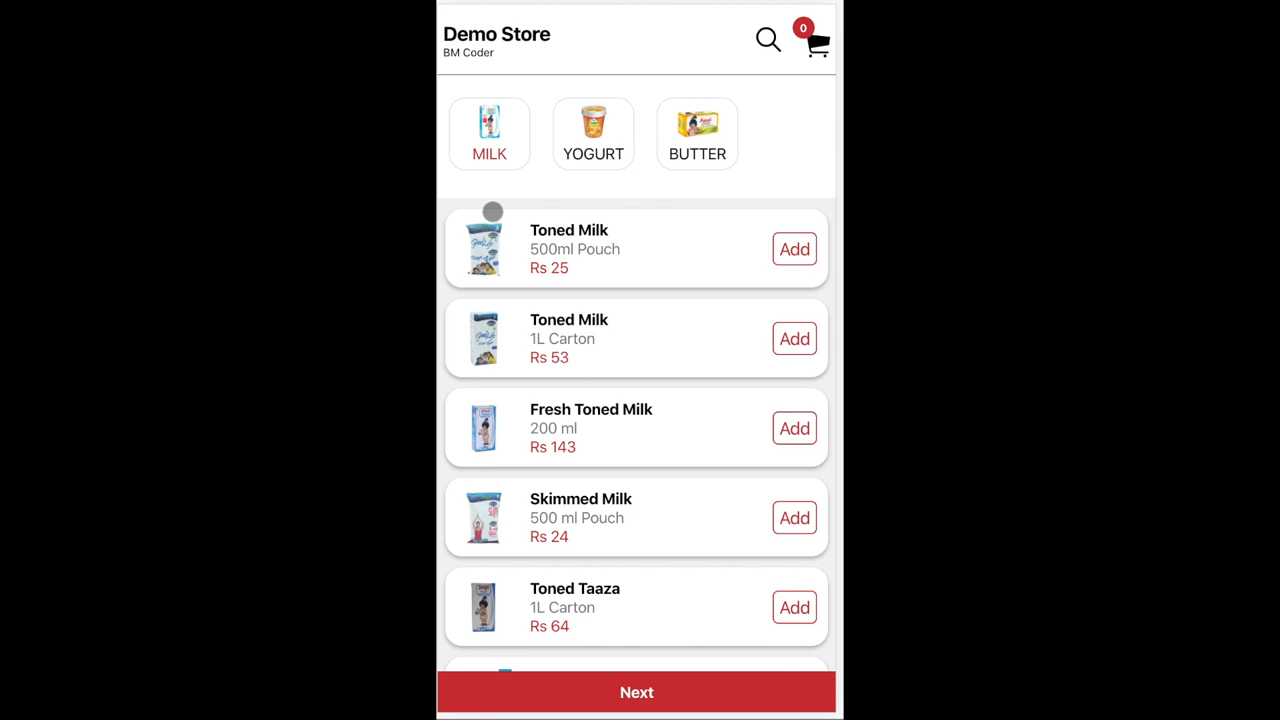 Demo Store
BM Coder
0
MILK
YOGURT
BUTTER
Toned Milk
500ml Pouch
Rs 25
Add
Toned Milk
1L Carton
Rs 53
Add
Fresh Toned Milk
200 ml
Rs 143
Add
Skimmed Milk
500 ml Pouch
Rs 24
Add
Toned Taaza
1L Carton
Rs 64
Add
Next